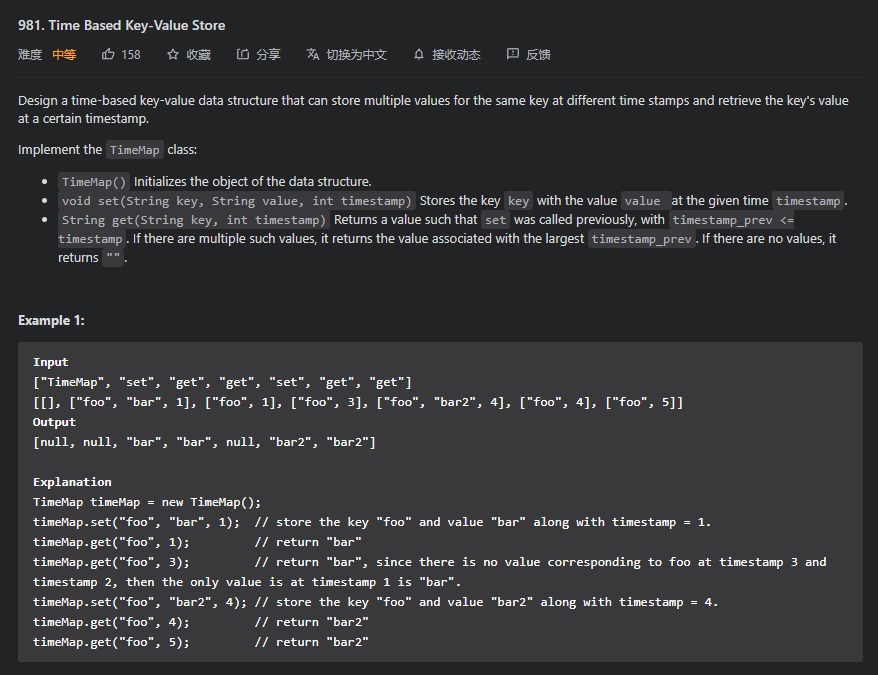 981. Time Based Key-Value Store
难度 中等 158 收藏 分享 切换为中文 接收动态 反馈
Design a time-based key-value data structure that can store multiple values for the same key at different time stamps and retrieve the key's value
at a certain timestamp.
Implement the TimeMap class:
• TimeMap() Initializes the object of the data structure.
• void set(String key, String value, int timestamp) Stores the key key with the value value at the given time timestamp.
• String get(String key, int timestamp) Returns a value such that set was called previously, with timestamp_prev <=
timestamp. If there are multiple such values, it returns the value associated with the largest timestamp_prev. If there are no values, it
returns "".
Example 1:
Input
["TimeMap", "set", "get", "get", "set", "get", "get"]
[[], ["foo", "bar", 1], ["foo", 1], ["foo", 3], ["foo", "bar2", 4], ["foo", 4], ["foo", 5]]
Output
[null, null, "bar", "bar", null, "bar2", "bar2"]
Explanation
TimeMap timeMap = new TimeMap();
timeMap.set("foo", "bar", 1);  // store the key "foo" and value "bar" along with timestamp = 1.
timeMap.get("foo", 1);         // return "bar"
timeMap.get("foo", 3);         // return "bar", since there is no value corresponding to foo at timestamp 3 and
timestamp 2, then the only value is at timestamp 1 is "bar".
timeMap.set("foo", "bar2", 4); // store the key "foo" and value "bar2" along with timestamp = 4.
timeMap.get("foo", 4);         // return "bar2"
timeMap.get("foo", 5);         // return "bar2"